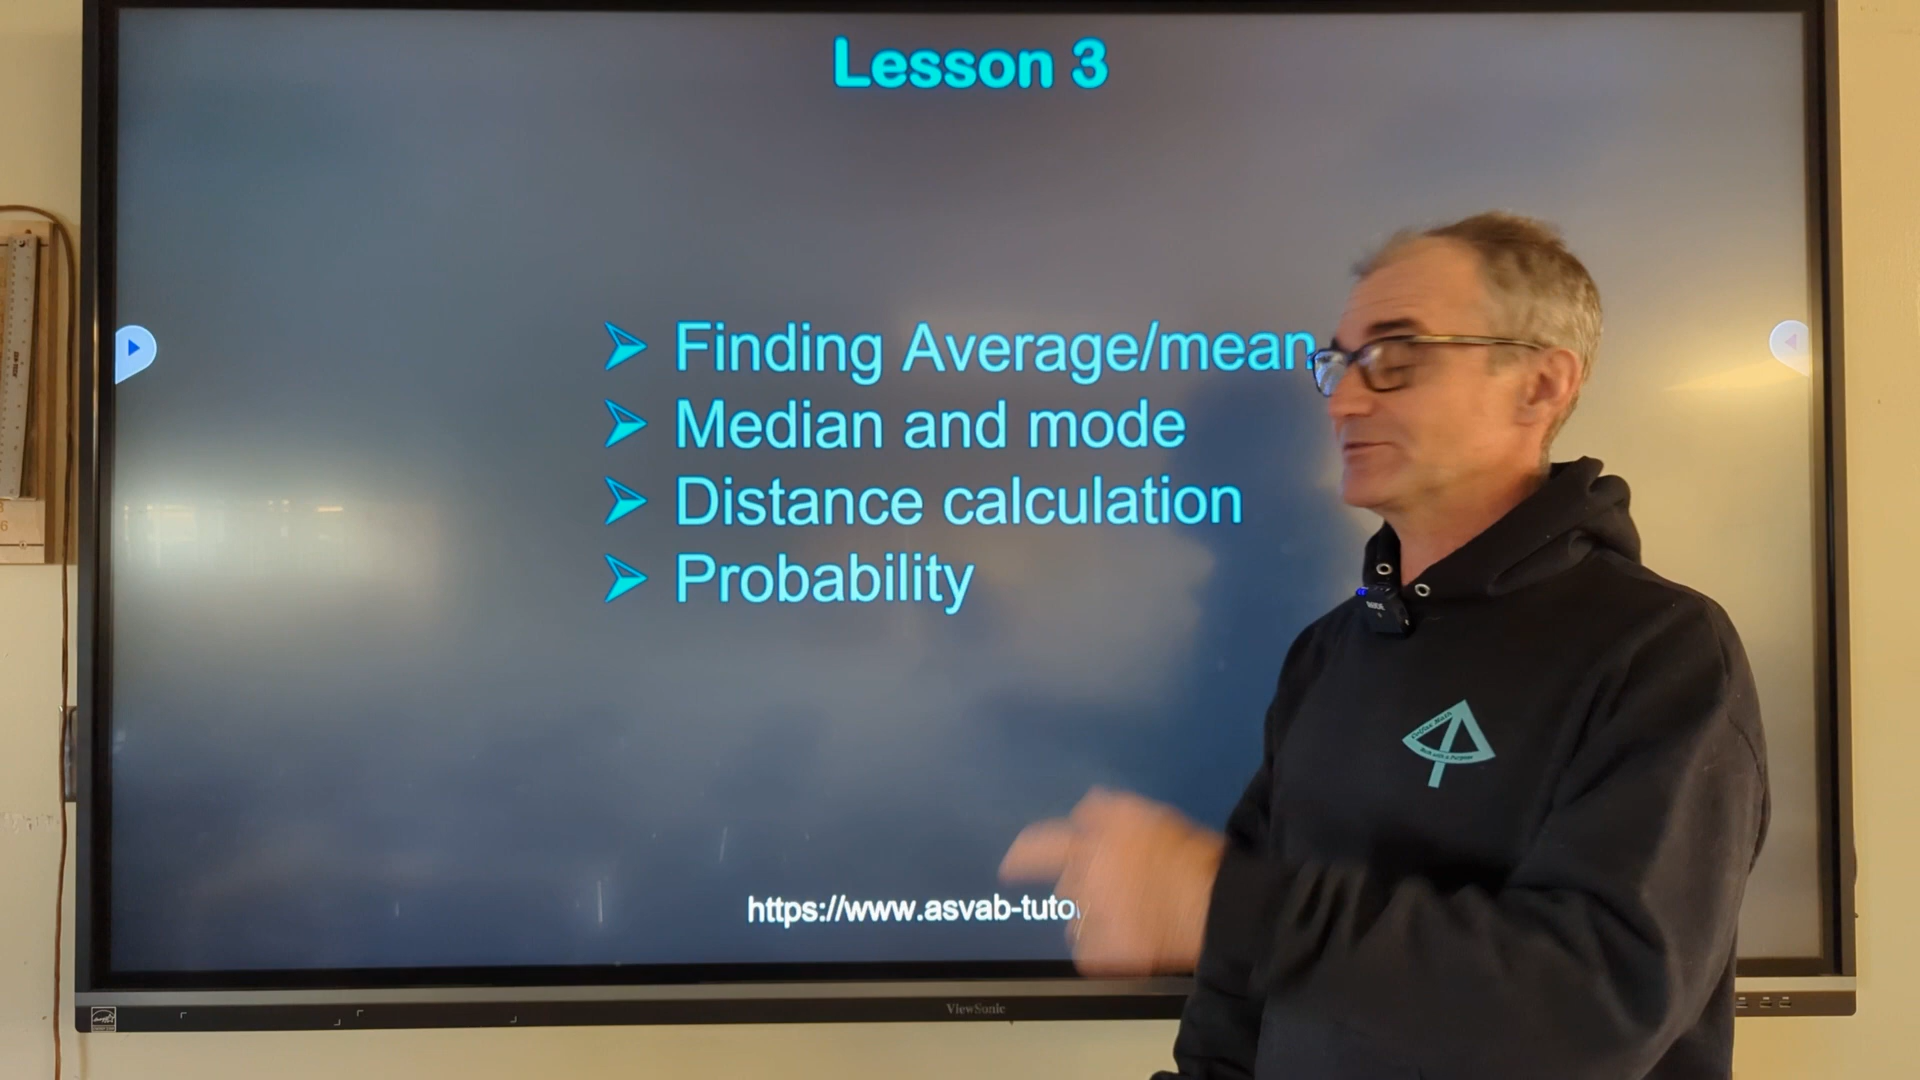 Lesson 3
➢ Finding Average/mean
➢ Median and mode
➢ Distance calculation
➢ Probability
https://www.asvab-tuto
ViewSonic